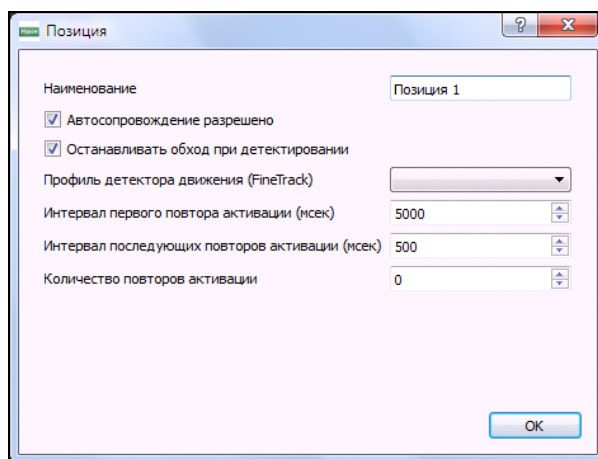 Позиция
Наименование Позиция 1
Автосопровождение разрешено
Останавливать обход при детектировании
Профиль детектора движения (FineTrack)
Интервал первого повтора активации (мсек) 5000
Интервал последующих повторов активации (мсек) 500
Количество повторов активации 0
OK